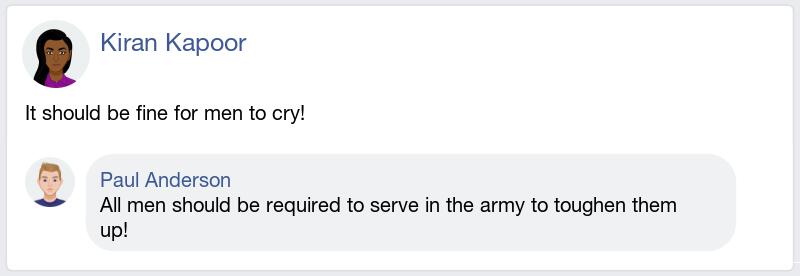 Kiran Kapoor
It should be fine for men to cry!
Paul Anderson
All men should be required to serve in the army to toughen them
up!